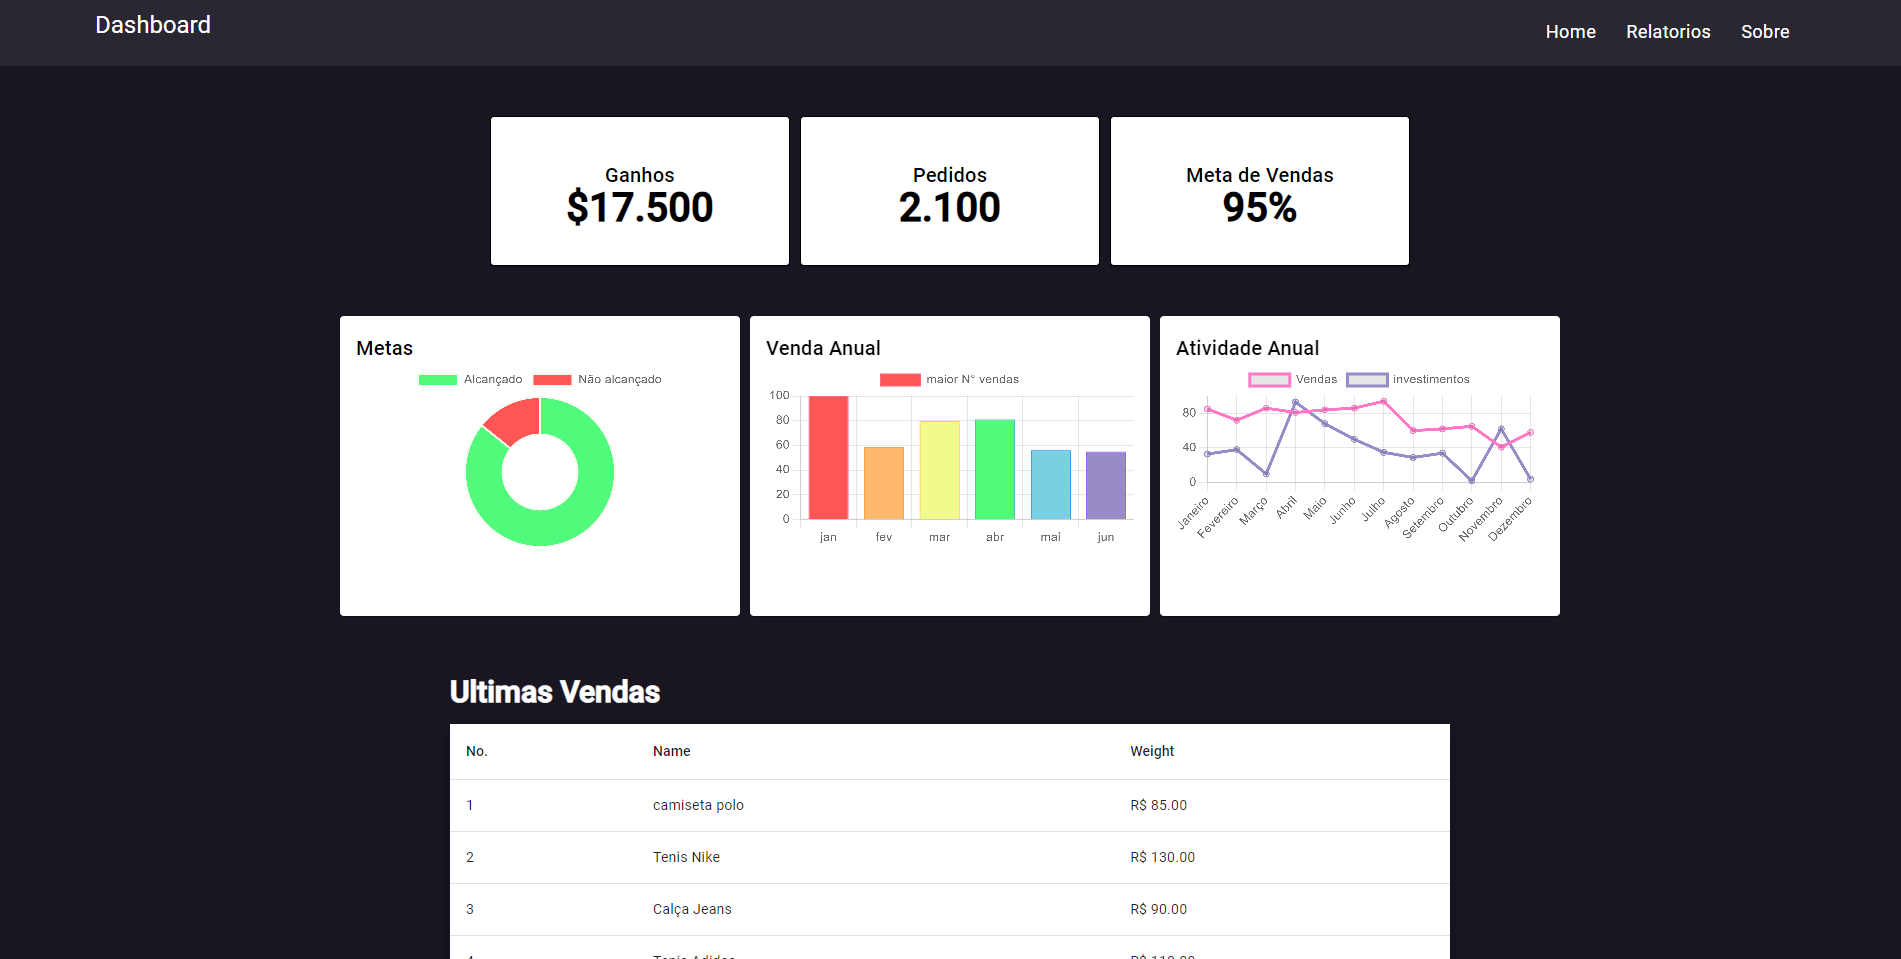 Dashboard
Home Relatorios Sobre
Ganhos
$17.500
Pedidos
2.100
Meta de Vendas
95%
Metas
Alcançado Não alcançado
Venda Anual
maior N° vendas
100
80
60
40
20
0
jan fev mar abr mai jun
Atividade Anual
Vendas investimentos
80
40
0
Janeiro Fevereiro Março Abril Maio Junho Julho Agosto Setembro Outubro Novembro Dezembro
Ultimas Vendas
No. Name Weight
1 camiseta polo R$ 85.00
2 Tenis Nike R$ 130.00
3 Calça Jeans R$ 90.00